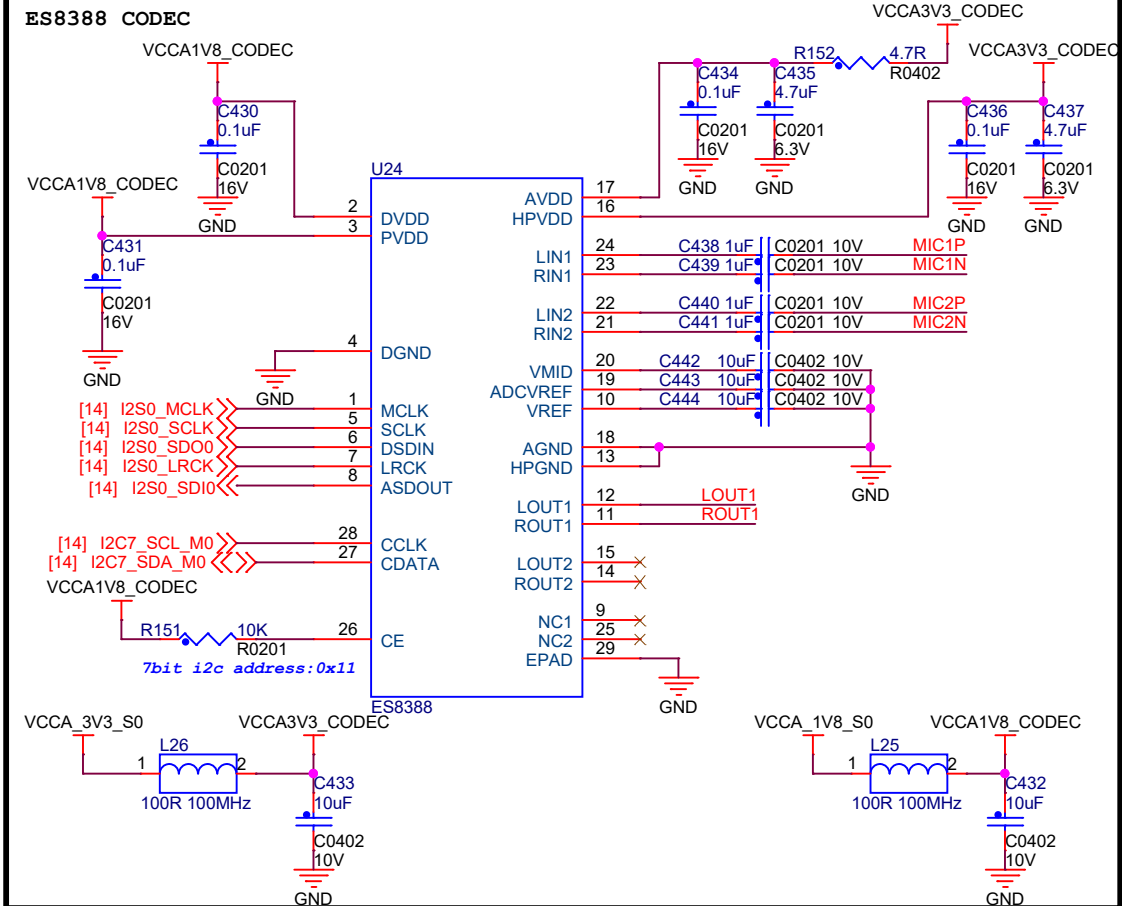 ES8388 CODEC
VCCA3V3_CODEC
VCCA1V8_CODEC
R152
4.7R
R0402
VCCA3V3_CODEC
C434
0.1uF
C0201
16V
GND
C435
4.7uF
C0201
6.3V
GND
C430
0.1uF
C0201
16V
GND
C436
0.1uF
C0201
16V
GND
C437
4.7uF
C0201
6.3V
GND
VCCA1V8_CODEC
C431
0.1uF
C0201
16V
GND
U24
2 DVDD
3 PVDD
4 DGND
GND
[14] I2S0_MCLK 1 MCLK
[14] I2S0_SCLK 5 SCLK
[14] I2S0_SDO0 6 DSDIN
[14] I2S0_LRCK 7 LRCK
[14] I2S0_SDI0 8 ASDOUT
[14] I2C7_SCL_M0 28 CCLK
[14] I2C7_SDA_M0 27 CDATA
VCCA1V8_CODEC
R151 10K R0201 26 CE
7bit i2c address:0x11
AVDD 17
HPVDD 16
LIN1 24 C438 1uF C0201 10V MIC1P
RIN1 23 C439 1uF C0201 10V MIC1N
LIN2 22 C440 1uF C0201 10V MIC2P
RIN2 21 C441 1uF C0201 10V MIC2N
VMID 20 C442 10uF C0402 10V
ADCVREF 19 C443 10uF C0402 10V
VREF 10 C444 10uF C0402 10V
AGND 18
HPGND 13
GND
LOUT1 12 LOUT1
ROUT1 11 ROUT1
LOUT2 15
ROUT2 14
NC1 9
NC2 25
EPAD 29
GND
ES8388
VCCA_3V3_S0
VCCA3V3_CODEC
L26
1 2
100R 100MHz
C433
10uF
C0402
10V
GND
VCCA_1V8_S0
VCCA1V8_CODEC
L25
1 2
100R 100MHz
C432
10uF
C0402
10V
GND